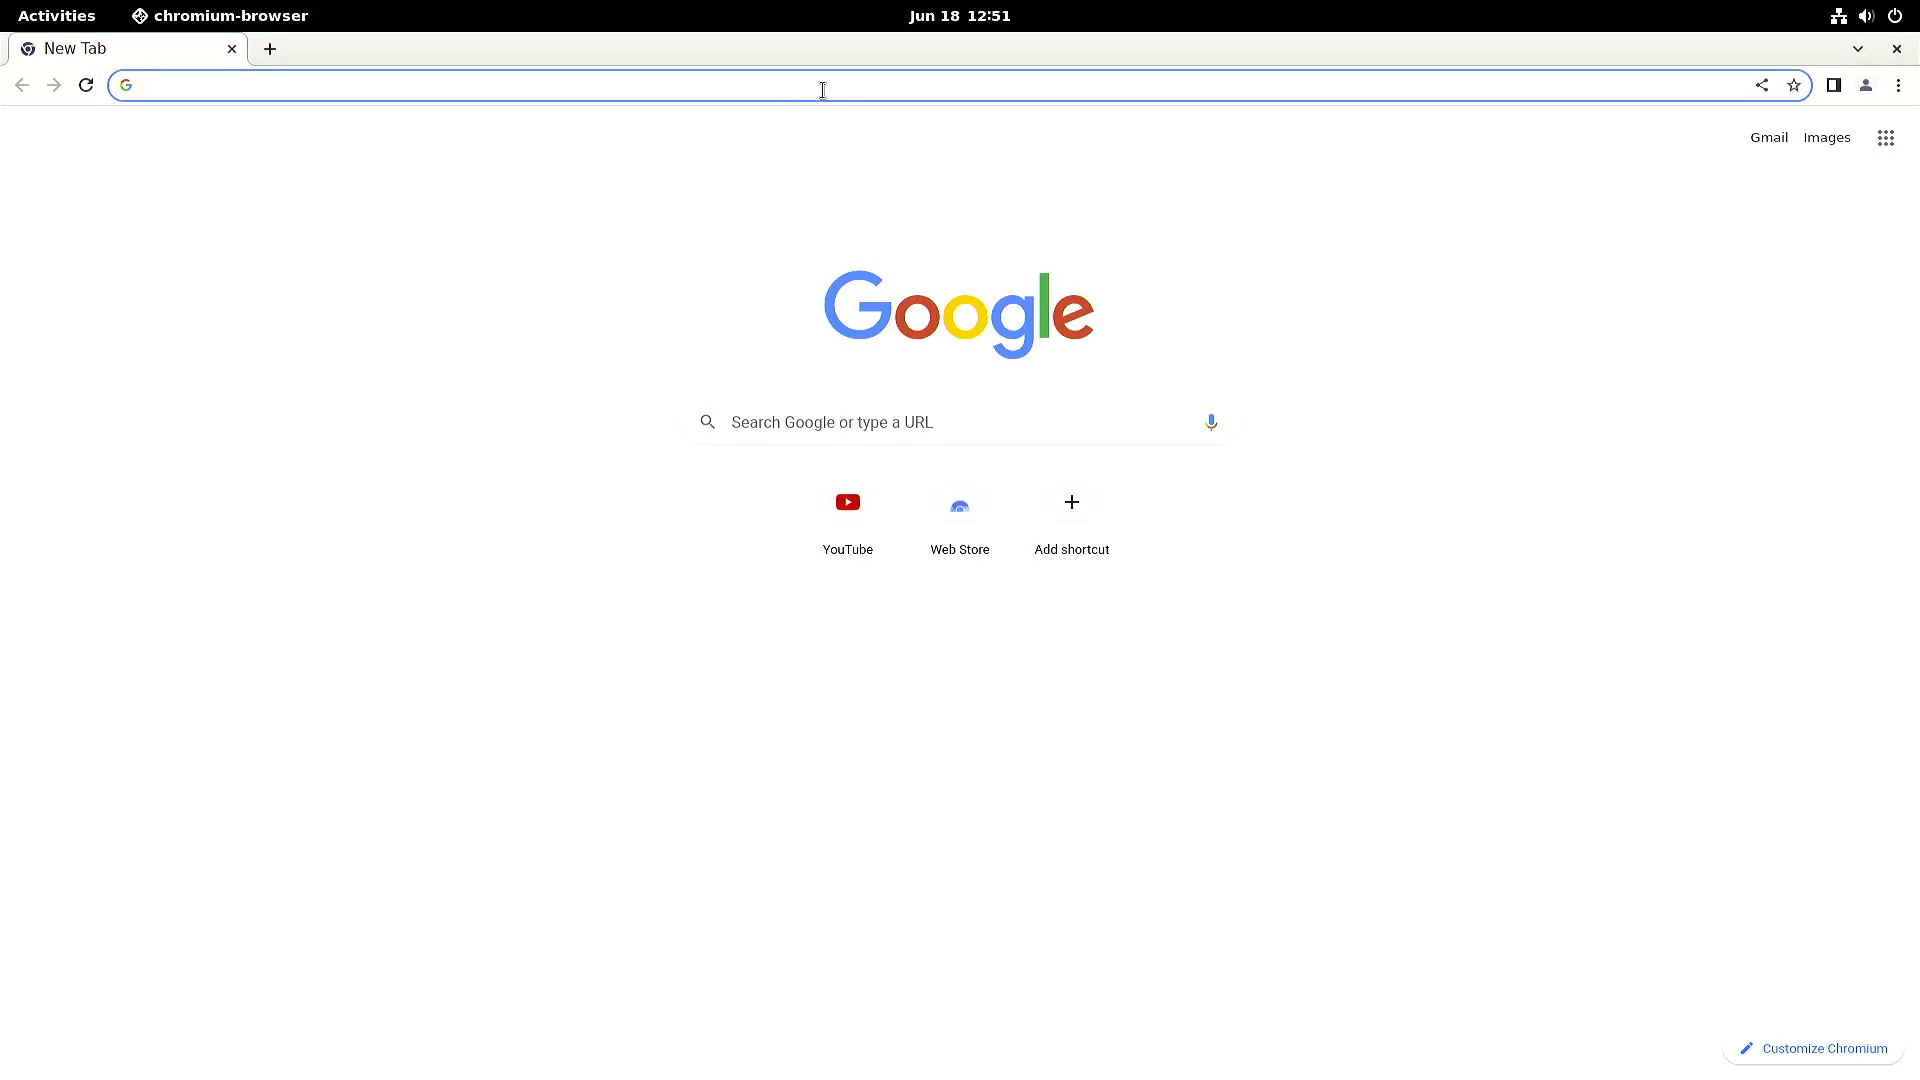 Activities chromium-browser Jun 18 12:51
New Tab
Gmail Images
Google
Search Google or type a URL
YouTube Web Store Add shortcut
Customize Chromium